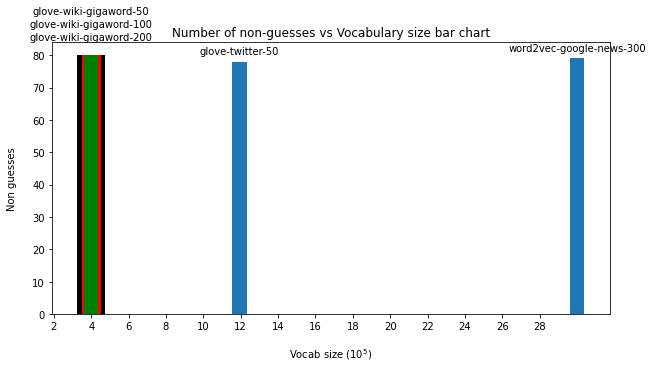 glove-wiki-gigaword-50
glove-wiki-gigaword-100
glove-wiki-gigaword-200
Number of non-guesses vs Vocabulary size bar chart
glove-twitter-50
word2vec-google-news-300
80
70
60
50
40
30
20
10
0
Non guesses
2 4 6 8 10 12 14 16 18 20 22 24 26 28
Vocab size (10⁵)